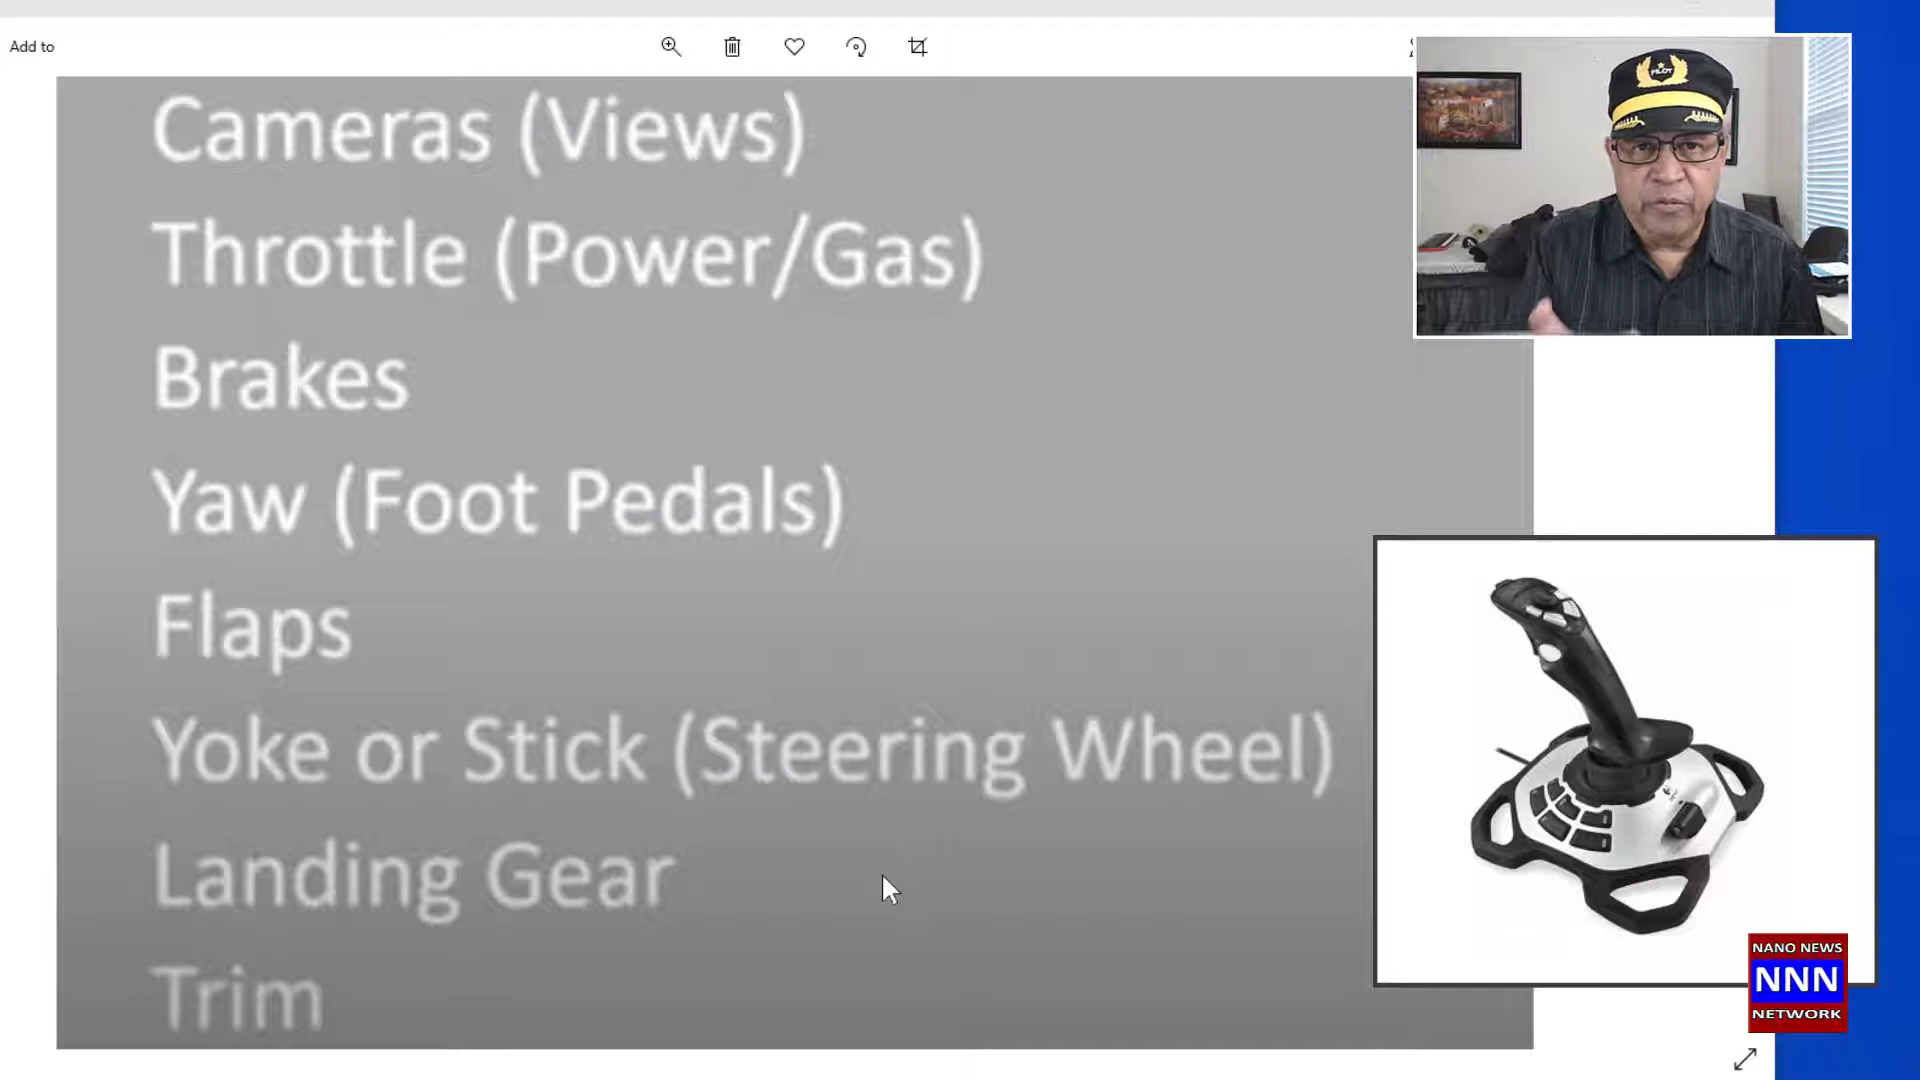 Add to
Cameras (Views)
Throttle (Power/Gas)
Brakes
Yaw (Foot Pedals)
Flaps
Yoke or Stick (Steering Wheel)
Landing Gear
Trim
PILOT
NANO NEWS
NNN
NETWORK